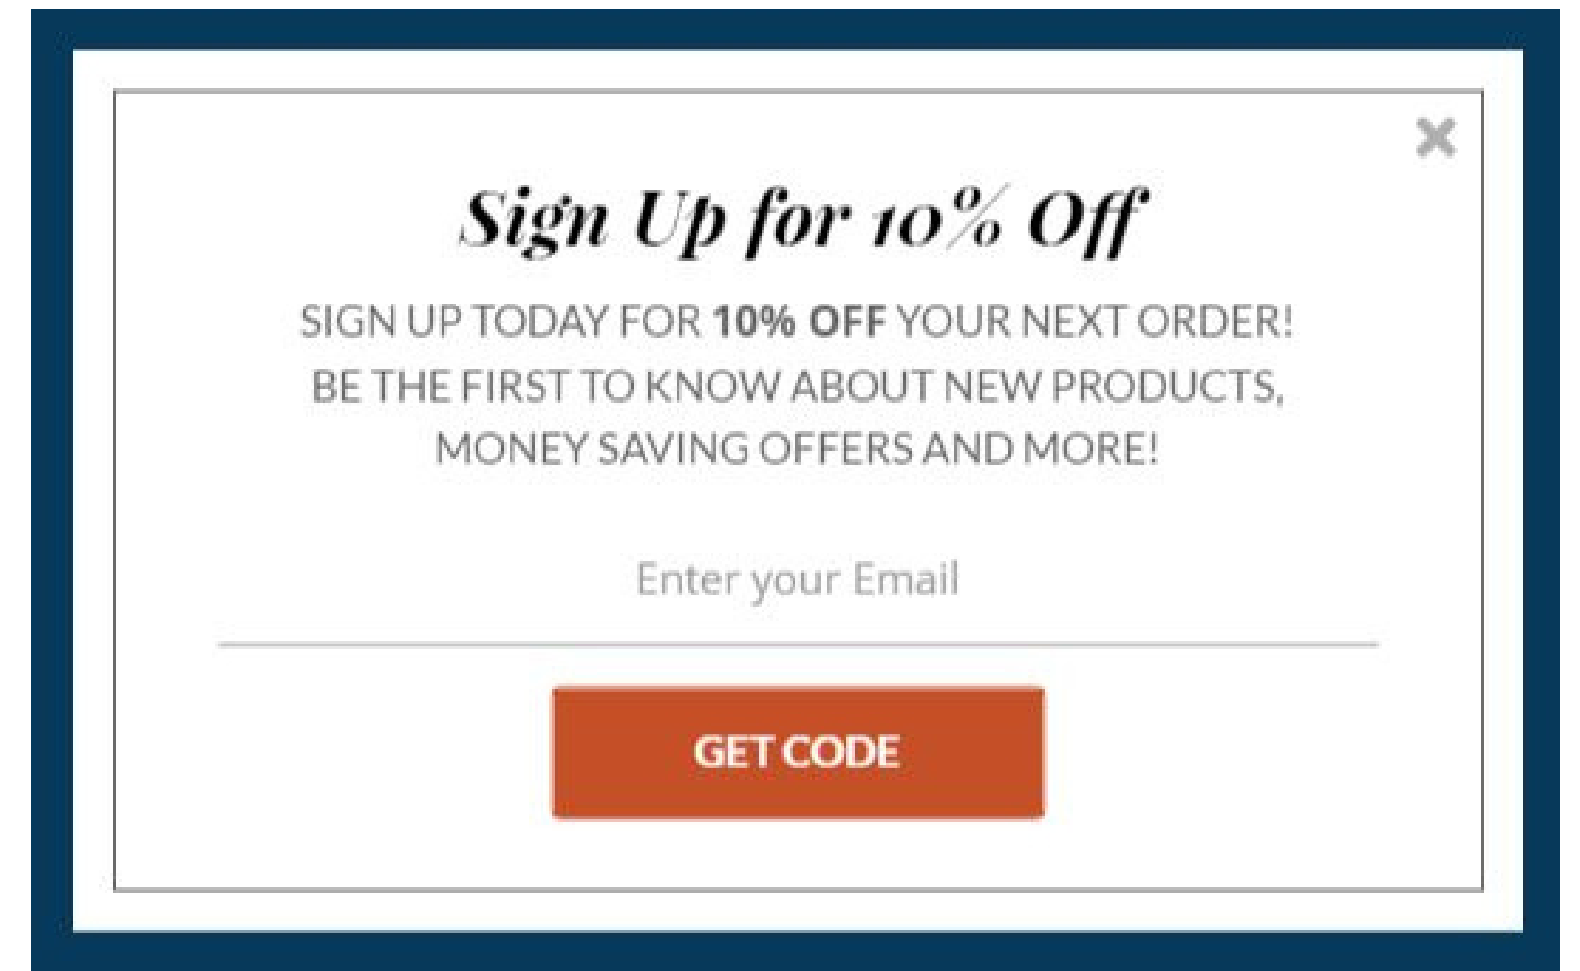 Sign Up for 10% Off
SIGN UP TODAY FOR 10% OFF YOUR NEXT ORDER!
BE THE FIRST TO KNOW ABOUT NEW PRODUCTS,
MONEY SAVING OFFERS AND MORE!
Enter your Email
GET CODE